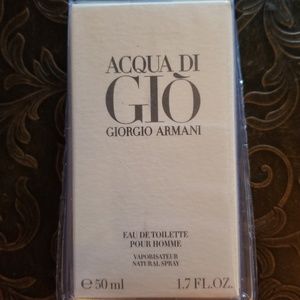 ACQUA DI
GIÒ
GIORGIO ARMANI
EAU DE TOILETTE
POUR HOMME
VAPORISATEUR
NATURAL SPRAY
℮ 50 ml 1.7 FL.OZ.